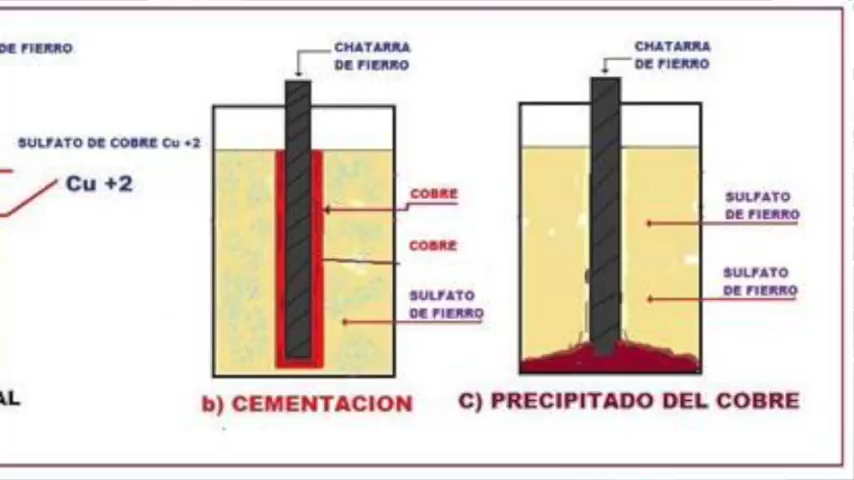 DE FIERRO
SULFATO DE COBRE Cu +2
Cu +2
AL
CHATARRA
DE FIERRO
COBRE
COBRE
SULFATO
DE FIERRO
b) CEMENTACION
CHATARRA
DE FIERRO
SULFATO
DE FIERRO
SULFATO
DE FIERRO
C) PRECIPITADO DEL COBRE